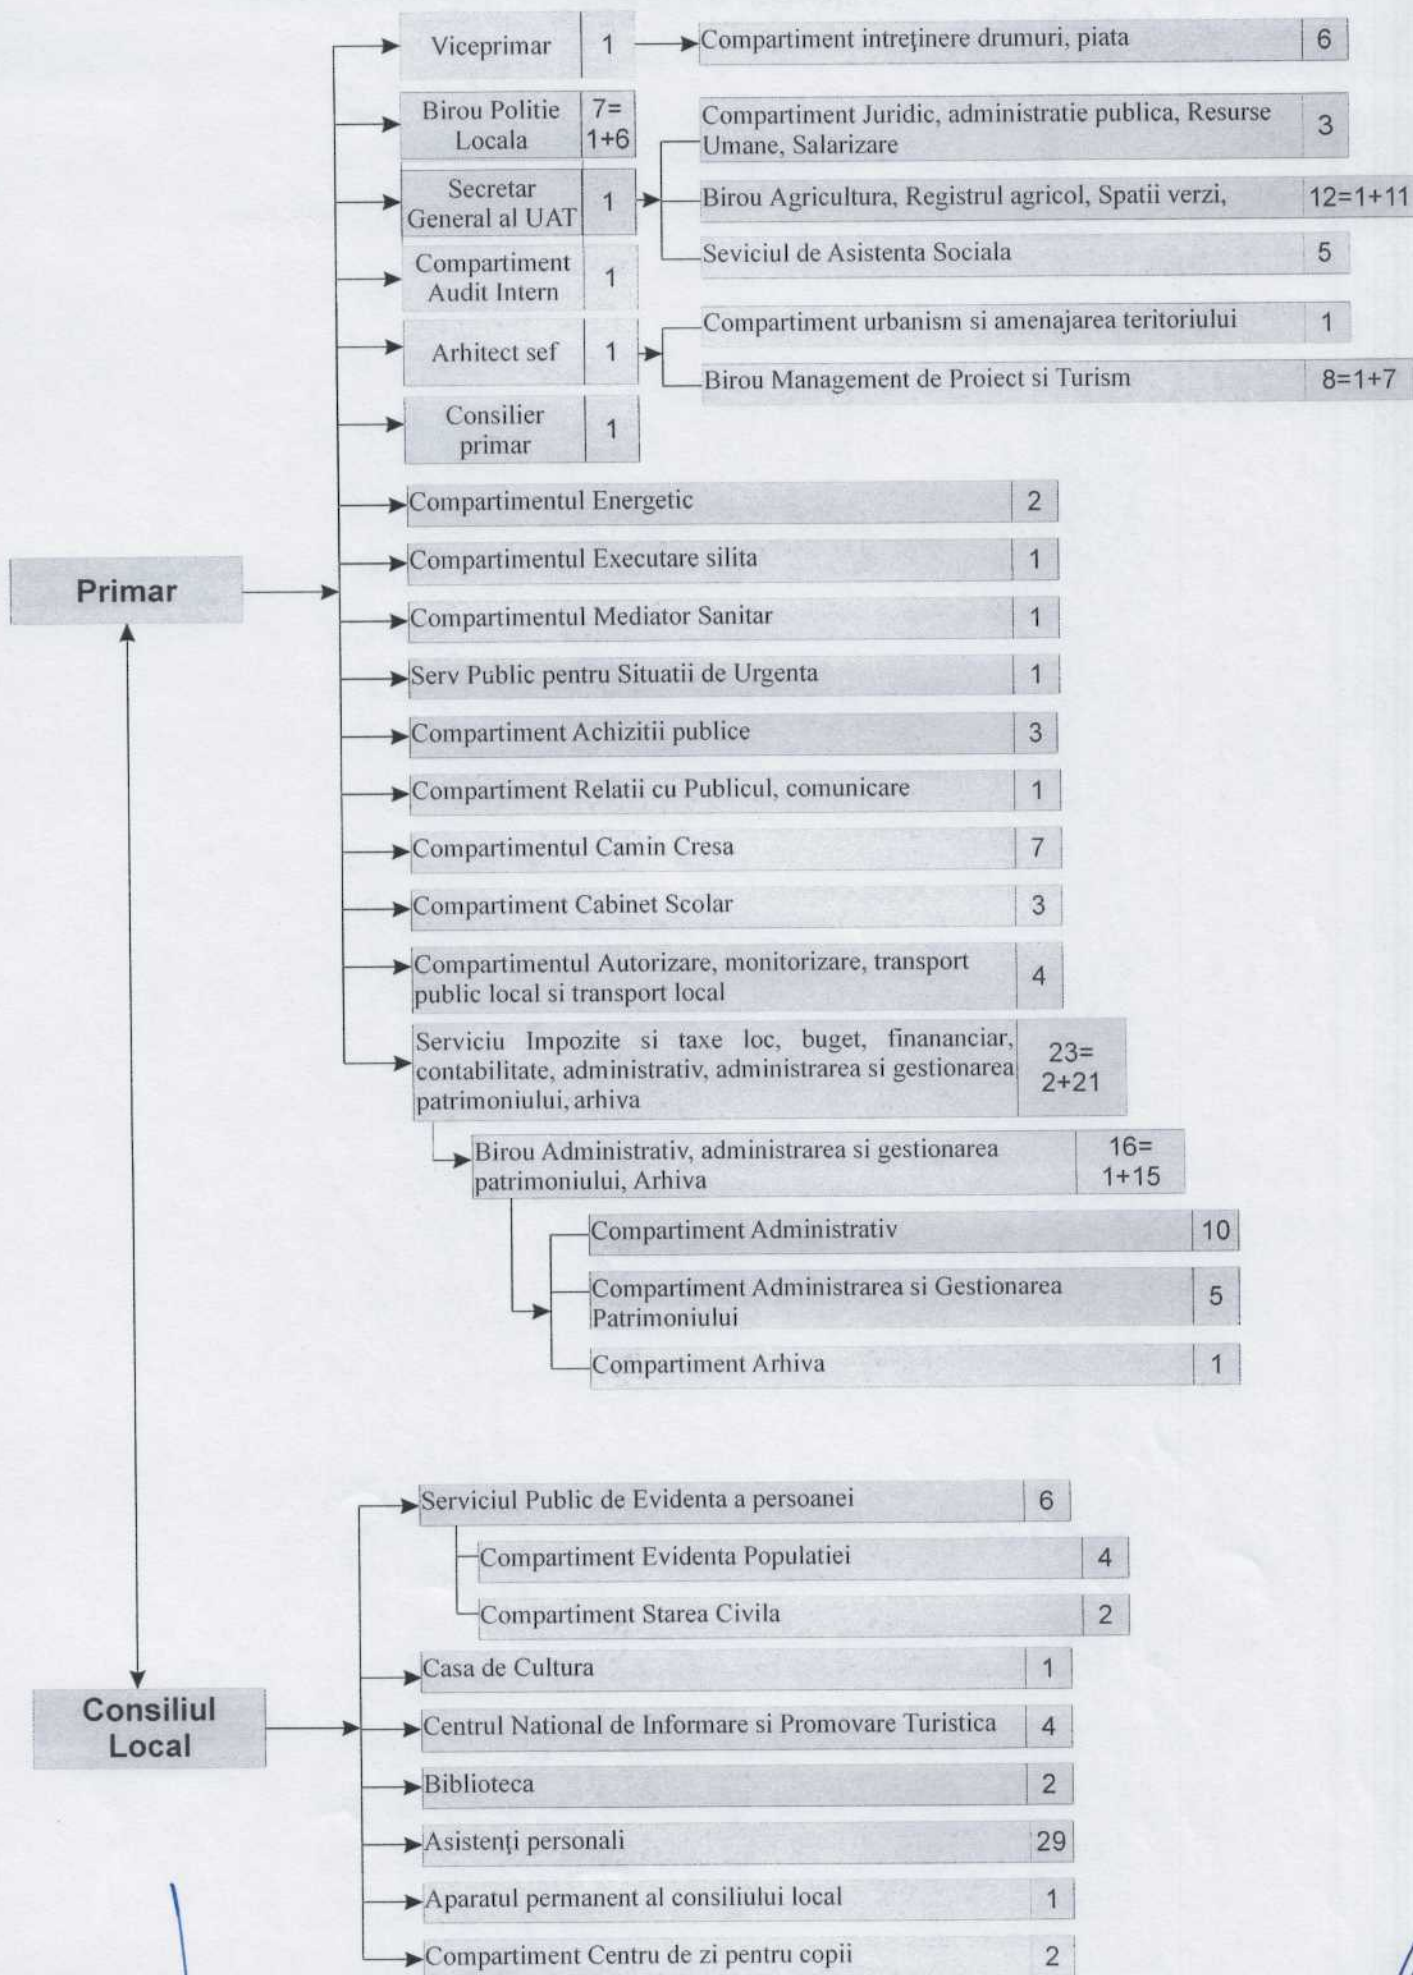 Viceprimar 1
Compartiment intreţinere drumuri, piata 6
Birou Politie
Locala
7=
1+6
Compartiment Juridic, administratie publica, Resurse
Umane, Salarizare
3
Secretar
General al UAT
1
Birou Agricultura, Registrul agricol, Spatii verzi, 12=1+11
Seviciul de Asistenta Sociala 5
Compartiment
Audit Intern
1
Compartiment urbanism si amenajarea teritoriului 1
Arhitect sef 1
Birou Management de Proiect si Turism 8=1+7
Consilier
primar
1
Compartimentul Energetic 2
Compartimentul Executare silita 1
Primar
Compartimentul Mediator Sanitar 1
Serv Public pentru Situatii de Urgenta 1
Compartiment Achizitii publice 3
Compartiment Relatii cu Publicul, comunicare 1
Compartimentul Camin Cresa 7
Compartiment Cabinet Scolar 3
Compartimentul Autorizare, monitorizare, transport
public local si transport local
4
Serviciu Impozite si taxe loc, buget, finananciar,
contabilitate, administrativ, administrarea si gestionarea
patrimoniului, arhiva
23=
2+21
Birou Administrativ, administrarea si gestionarea
patrimoniului, Arhiva
16=
1+15
Compartiment Administrativ 10
Compartiment Administrarea si Gestionarea
Patrimoniului
5
Compartiment Arhiva 1
Serviciul Public de Evidenta a persoanei 6
Compartiment Evidenta Populatiei 4
Compartiment Starea Civila 2
Casa de Cultura 1
Consiliul
Local
Centrul National de Informare si Promovare Turistica 4
Biblioteca 2
Asistenţi personali 29
Aparatul permanent al consiliului local 1
Compartiment Centru de zi pentru copii 2